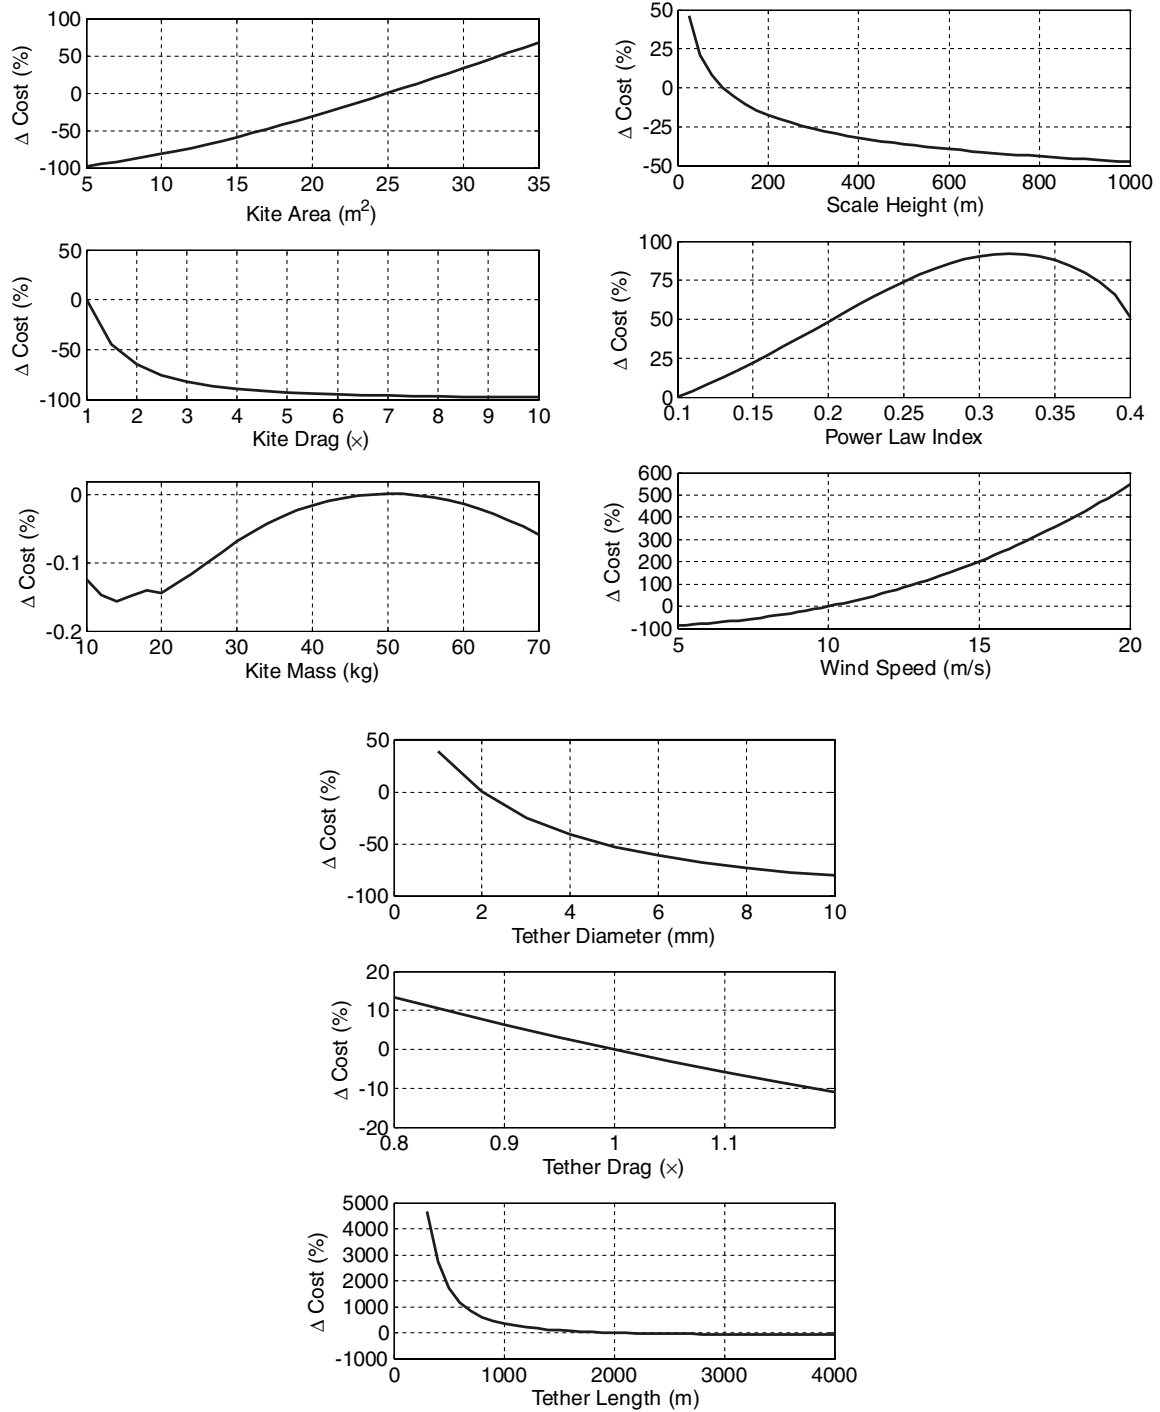 100
50
0
-50
-100
Δ Cost (%)
5 10 15 20 25 30 35
Kite Area (m²)
50
25
0
-25
-50
Δ Cost (%)
0 200 400 600 800 1000
Scale Height (m)
50
0
-50
-100
Δ Cost (%)
1 2 3 4 5 6 7 8 9 10
Kite Drag (×)
100
75
50
25
0
Δ Cost (%)
0.1 0.15 0.2 0.25 0.3 0.35 0.4
Power Law Index
0
-0.1
-0.2
Δ Cost (%)
10 20 30 40 50 60 70
Kite Mass (kg)
600
500
400
300
200
100
0
-100
Δ Cost (%)
5 10 15 20
Wind Speed (m/s)
50
0
-50
-100
Δ Cost (%)
0 2 4 6 8 10
Tether Diameter (mm)
20
10
0
-10
-20
Δ Cost (%)
0.8 0.9 1 1.1
Tether Drag (×)
5000
4000
3000
2000
1000
0
-1000
Δ Cost (%)
0 1000 2000 3000 4000
Tether Length (m)